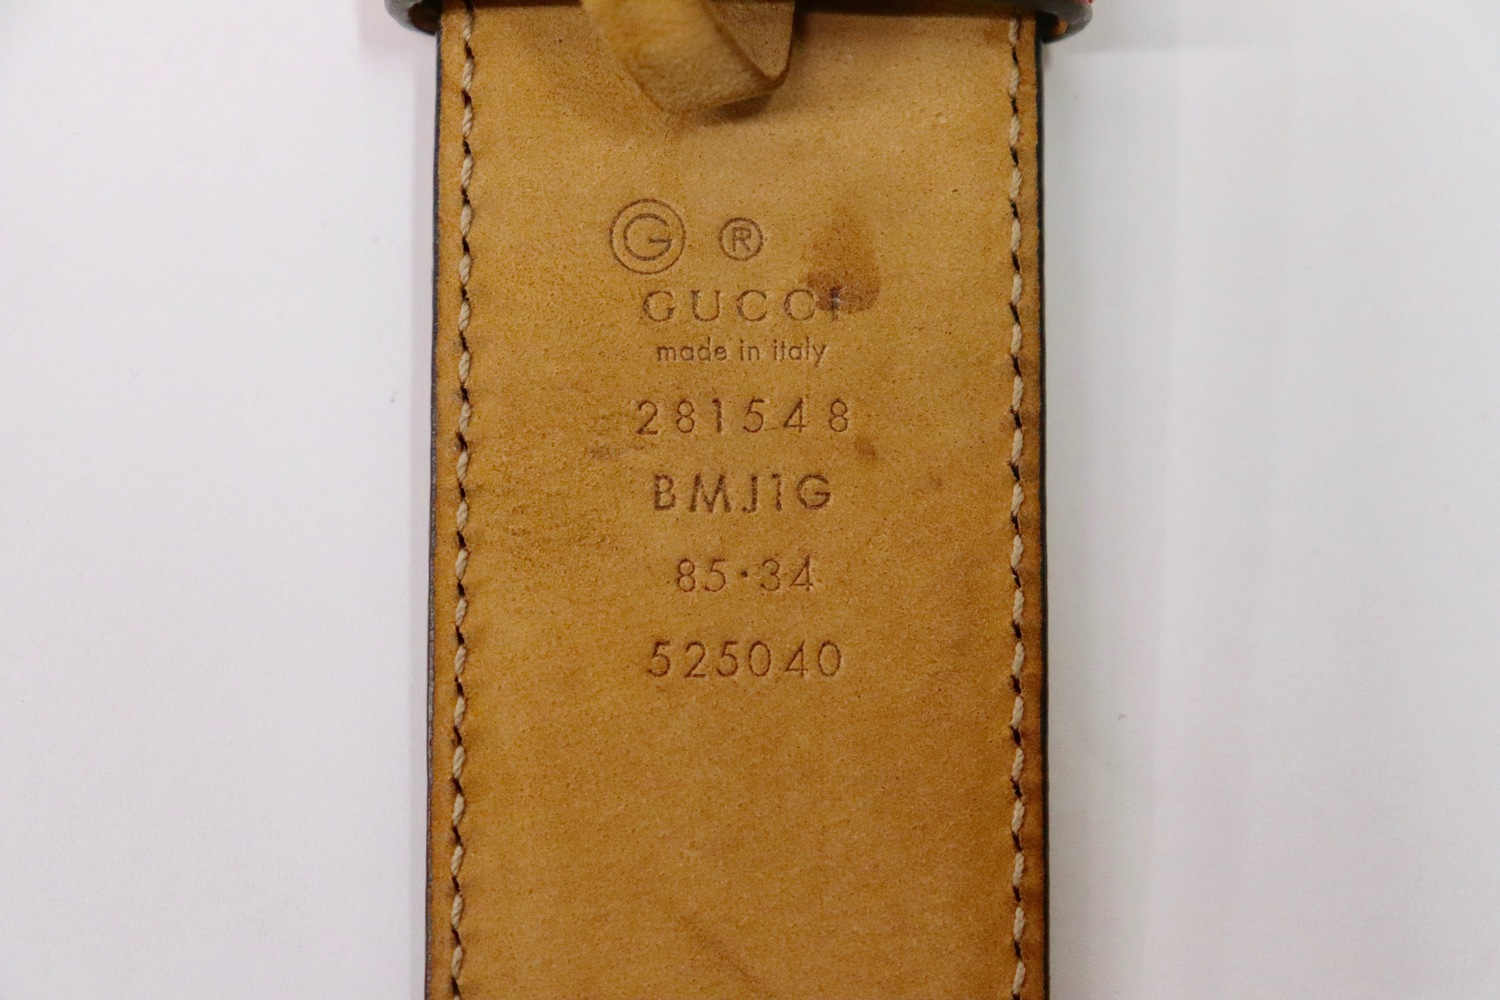 G ®
GUCCI
made in italy
281548
BMJ1G
85·34
525040